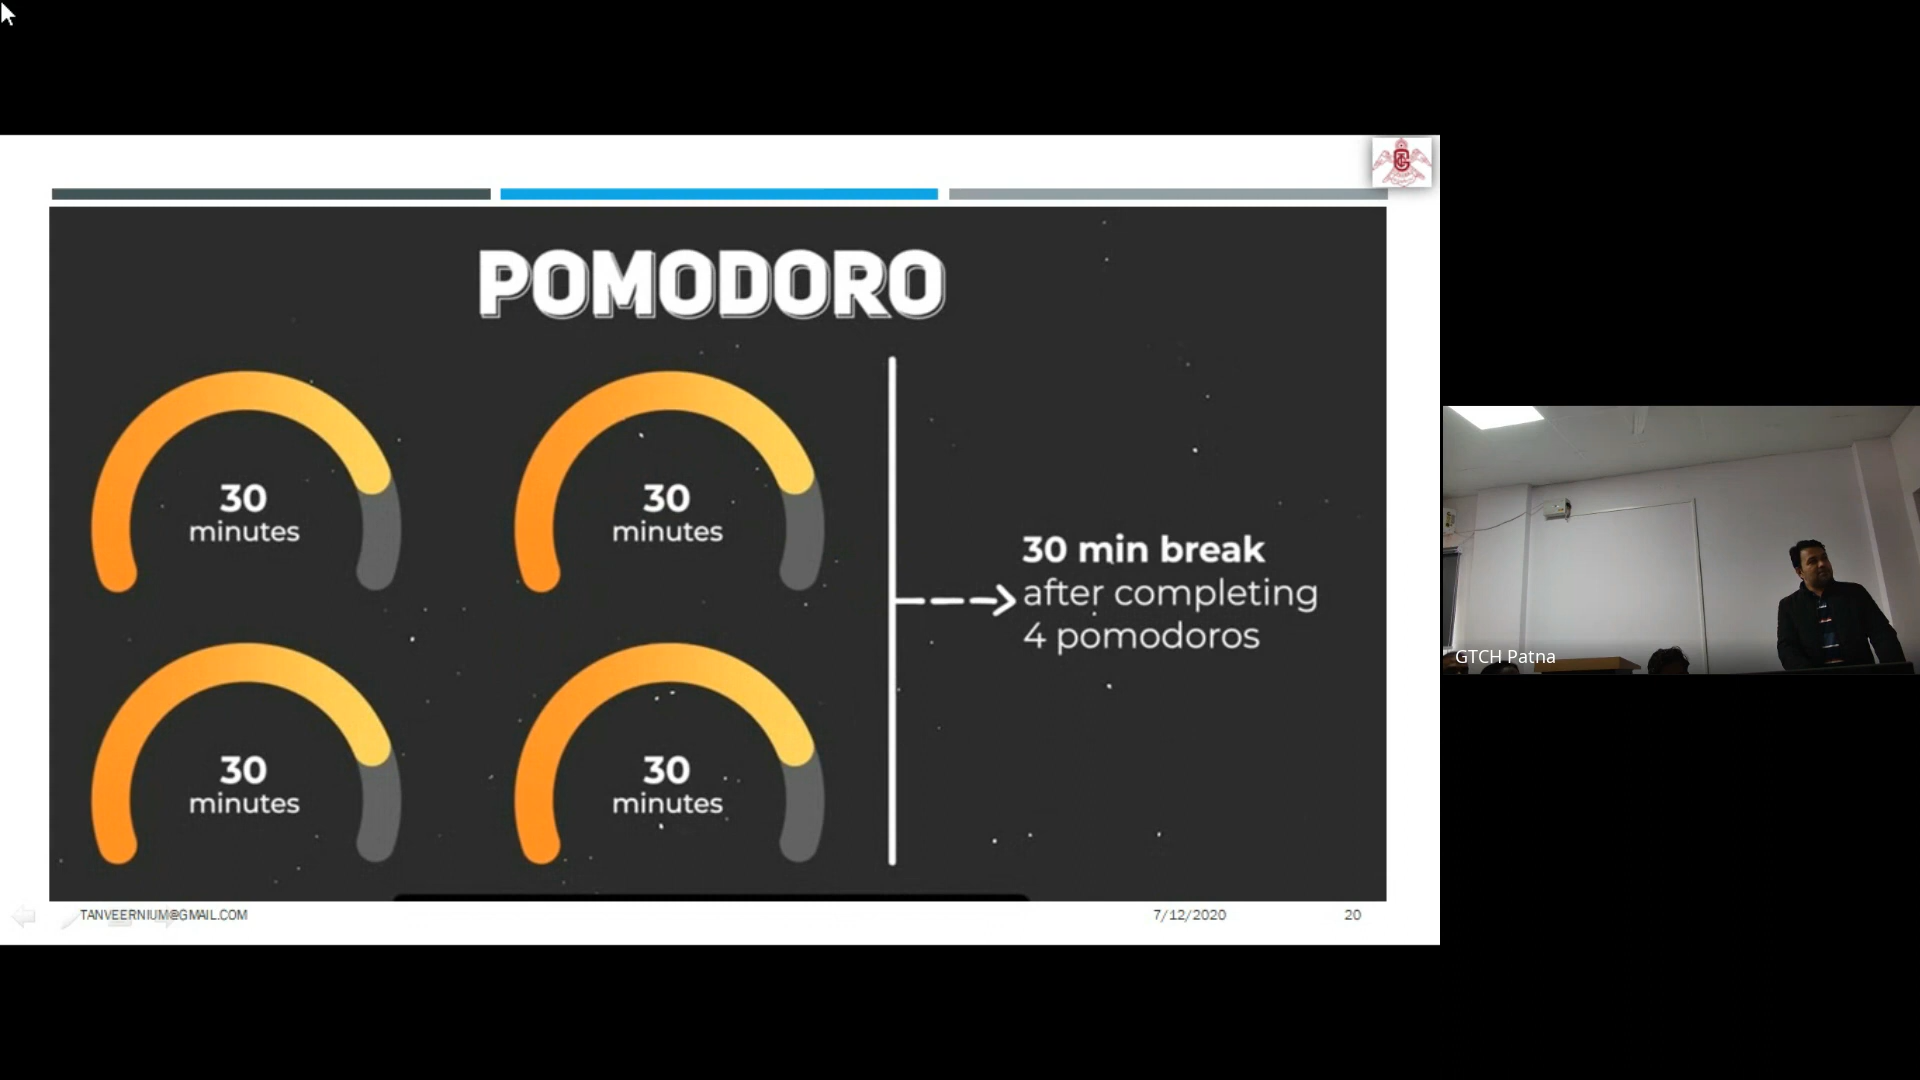 POMODORO
30
minutes
30
minutes
30
minutes
30
minutes
30 min break
after completing
4 pomodoros
TANVEERNIUM@GMAIL.COM
7/12/2020
20
GTCH Patna